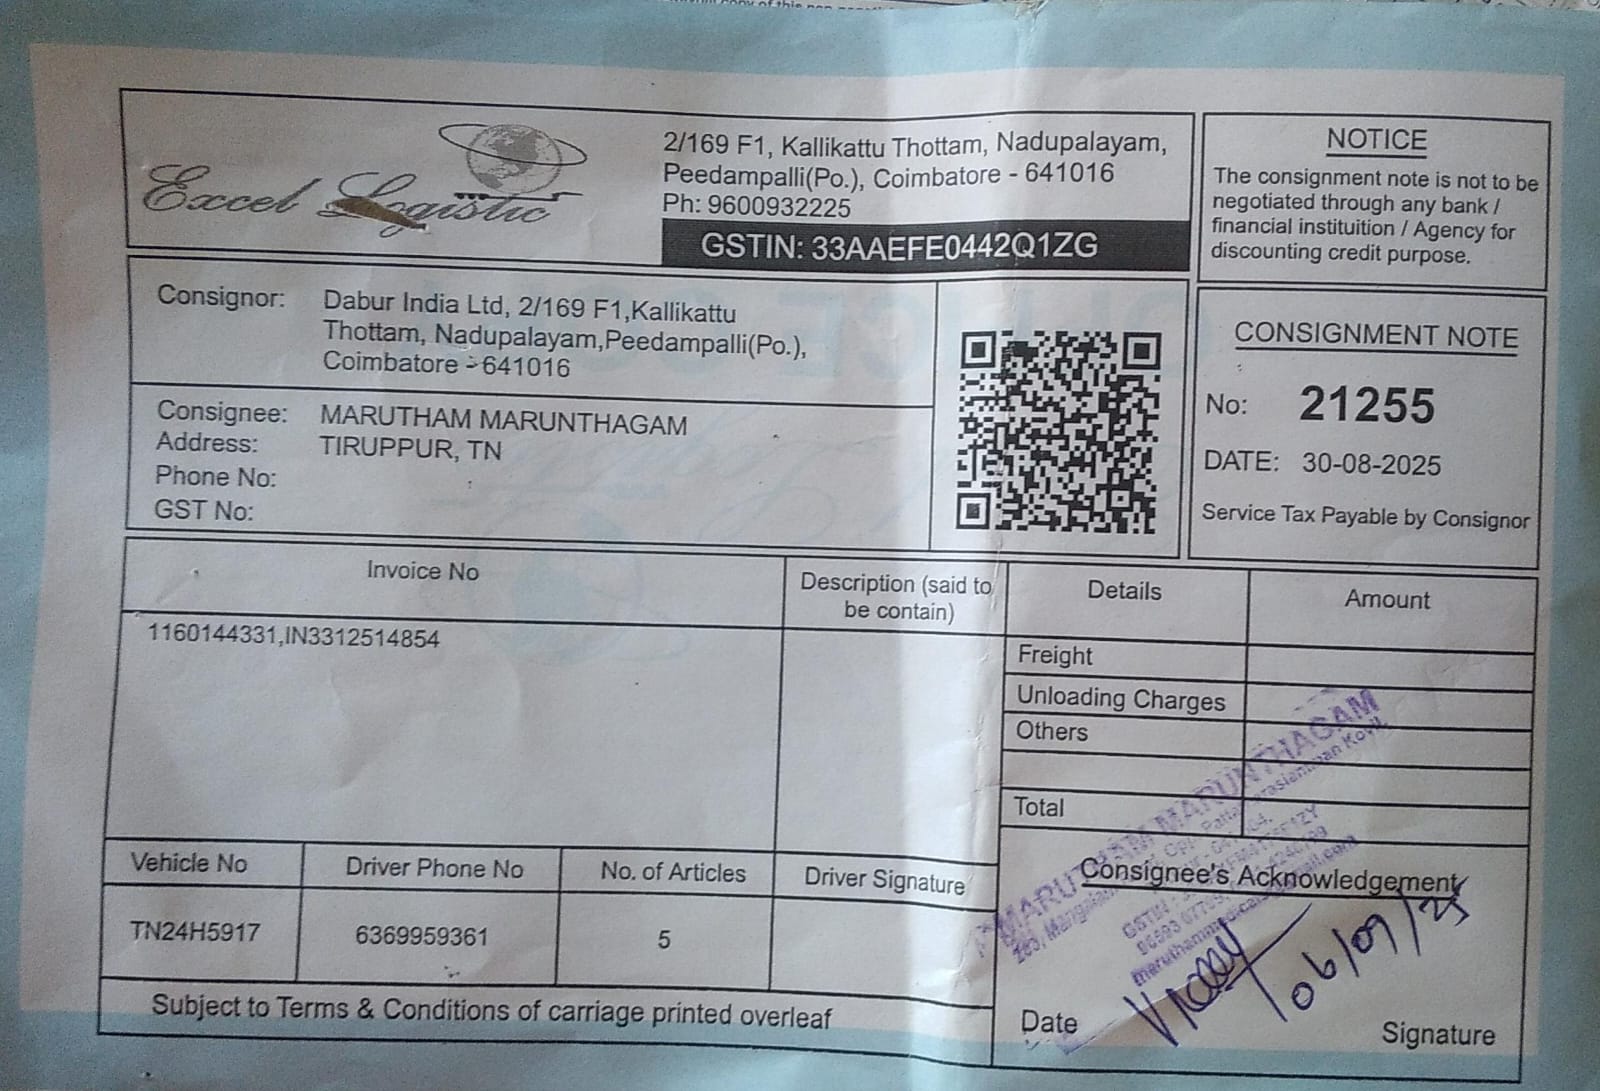 Excel Logistic
2/169 F1, Kallikattu Thottam, Nadupalayam,
Peedampalli(Po.), Coimbatore - 641016
Ph: 9600932225
GSTIN: 33AAEFE0442Q1ZG
NOTICE
The consignment note is not to be
negotiated through any bank /
financial instituition / Agency for
discounting credit purpose.
Consignor: Dabur India Ltd, 2/169 F1,Kallikattu
Thottam, Nadupalayam,Peedampalli(Po.),
Coimbatore - 641016
Consignee: MARUTHAM MARUNTHAGAM
Address: TIRUPPUR, TN
Phone No:
GST No:
CONSIGNMENT NOTE
No: 21255
DATE: 30-08-2025
Service Tax Payable by Consignor
Invoice No
Description (said to
be contain)
Details
Amount
1160144331,IN3312514854
Freight
Unloading Charges
Others
Total
Vehicle No
Driver Phone No
No. of Articles
Driver Signature
TN24H5917
6369959361
5
Subject to Terms & Conditions of carriage printed overleaf
MARUTHAM MARUNTHAGAM
Consignee's Acknowledgement
06/09/25
Date
Signature